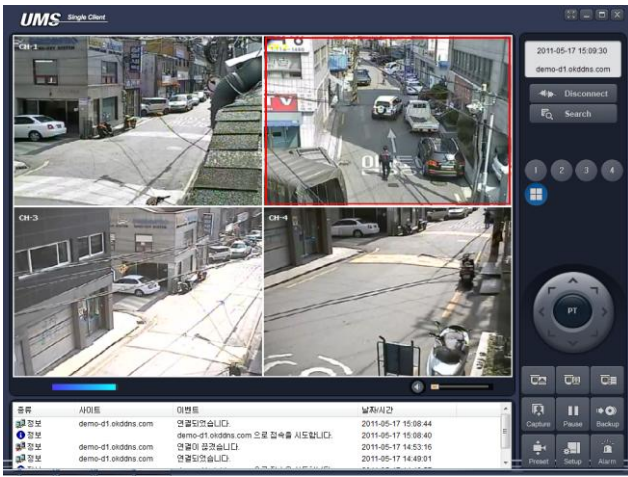 UMS Single Client
2011-05-17 15:09:30
demo-d1.okddns.com
Disconnect
Search
1 2 3 4
CH-1
TV
CH-3
CH-4
PT
Capture Pause Backup
Preset Setup Alarm
종류 사이트 이벤트 날짜/시간
정보 demo-d1.okddns.com 연결되었습니다. 2011-05-17 15:08:44
정보 demo-d1.okddns.com 으로 접속을 시도합니다. 2011-05-17 15:08:40
정보 demo-d1.okddns.com 연결이 끊겼습니다. 2011-05-17 14:53:16
정보 demo-d1.okddns.com 연결되었습니다. 2011-05-17 14:49:01